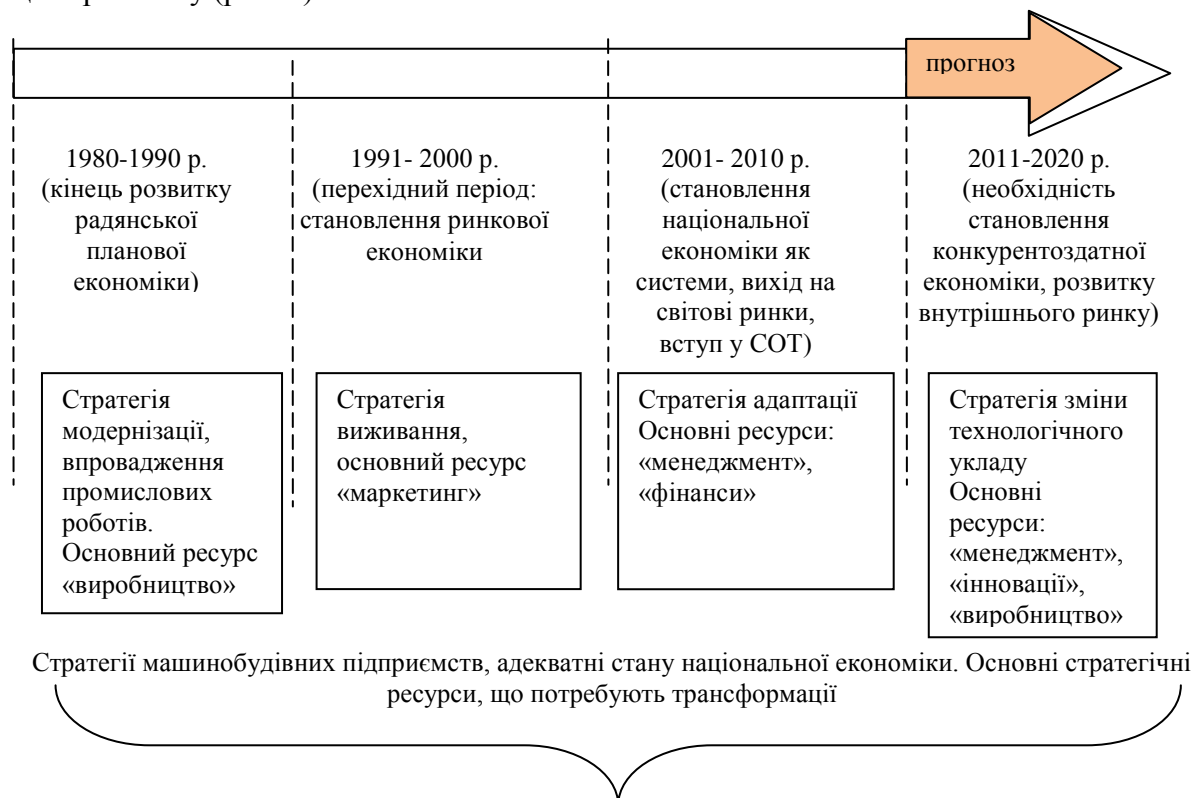 прогноз
1980-1990 р.
(кінець розвитку
радянської
планової
економіки)
1991- 2000 р.
(перехідний період:
становлення ринкової
економіки
2001- 2010 р.
(становлення
національної
економіки як
системи, вихід на
світові ринки,
вступ у СОТ)
2011-2020 р.
(необхідність
становлення
конкурентоздатної
економіки, розвитку
внутрішнього ринку)
Стратегія
модернізації,
впровадження
промислових
роботів.
Основний ресурс
«виробництво»
Стратегія
виживання,
основний ресурс
«маркетинг»
Стратегія адаптації
Основні ресурси:
«менеджмент»,
«фінанси»
Стратегія зміни
технологічного
укладу
Основні
ресурси:
«менеджмент»,
«інновації»,
«виробництво»
Стратегії машинобудівних підприємств, адекватні стану національної економіки. Основні стратегічні
ресурси, що потребують трансформації